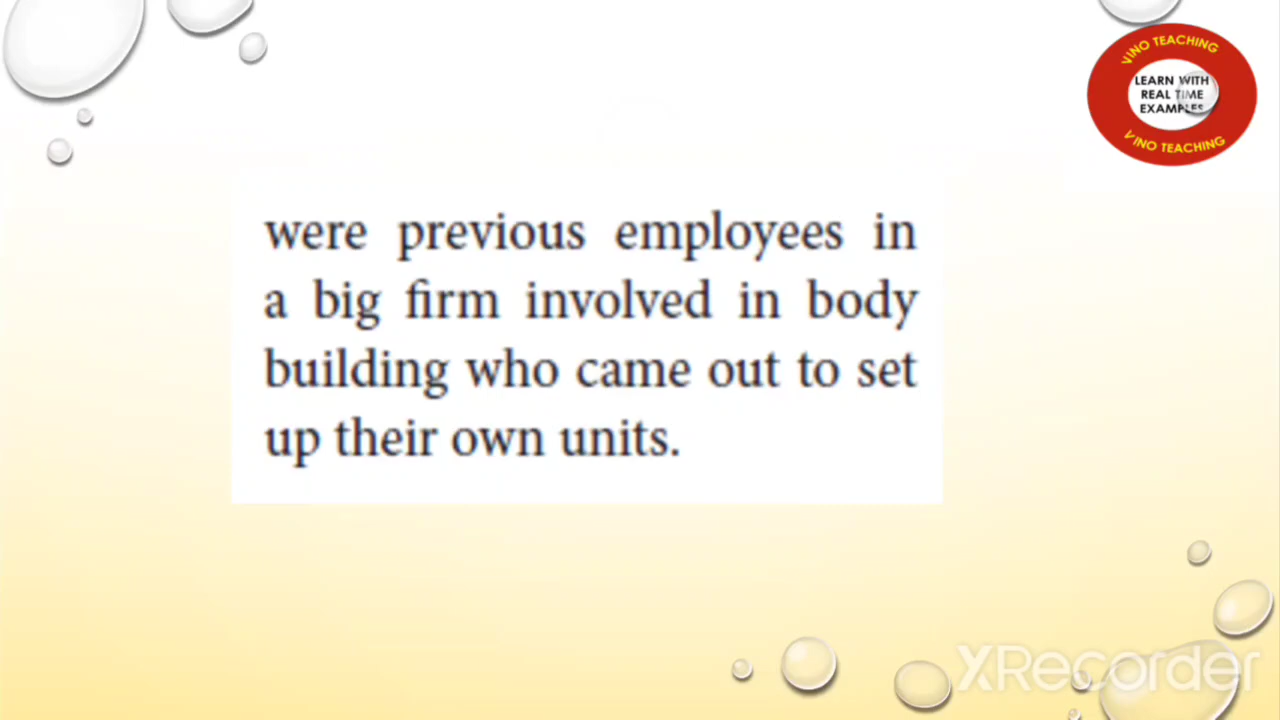 VINO TEACHING
LEARN WITH
REAL TIME
EXAMPLES
VINO TEACHING
were previous employees in
a big firm involved in body
building who came out to set
up their own units.
XRecorder